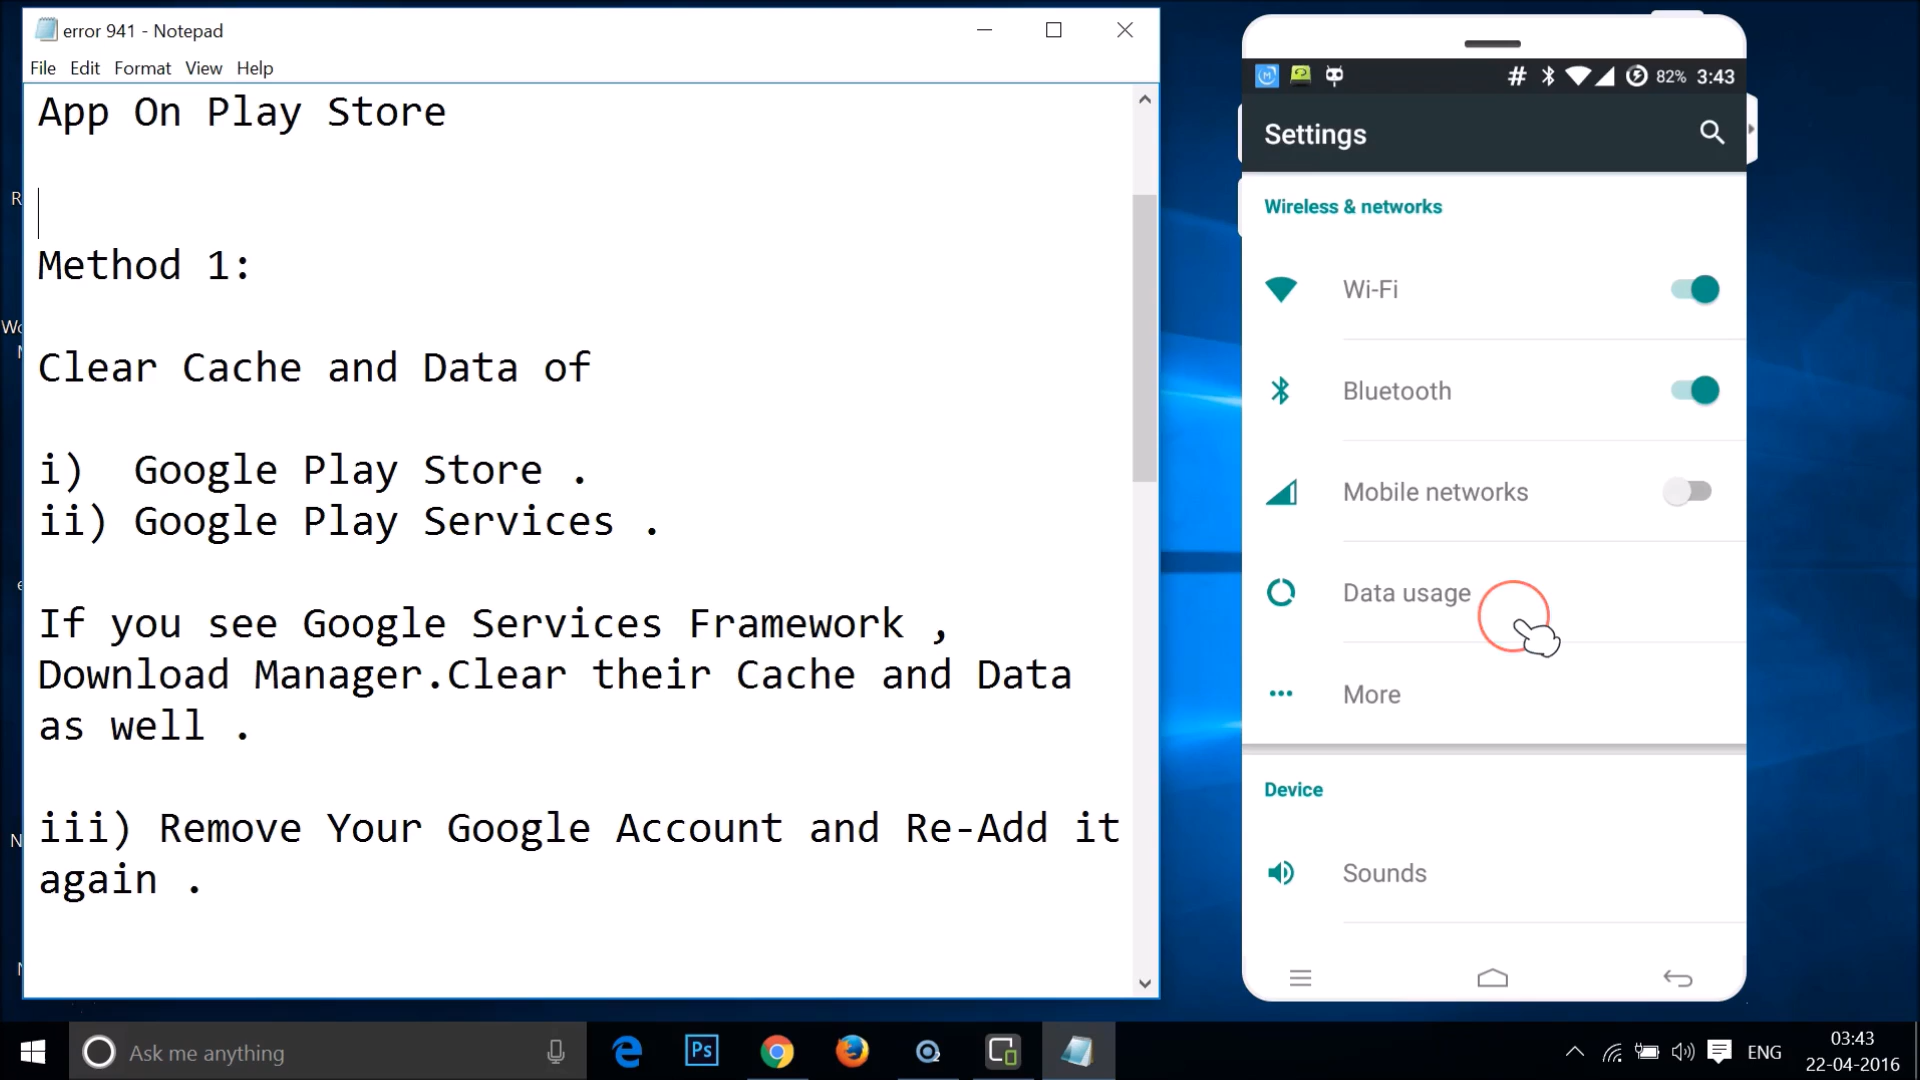 error 941 - Notepad
File Edit Format View Help
App On Play Store
Method 1:
Clear Cache and Data of
i)  Google Play Store .
ii) Google Play Services .
If you see Google Services Framework ,
Download Manager.Clear their Cache and Data
as well .
iii) Remove Your Google Account and Re-Add it
again .
82% 3:43
Settings
Wireless & networks
Wi-Fi
Bluetooth
Mobile networks
Data usage
More
Device
Sounds
Ask me anything
Ps
ENG
03:43
22-04-2016